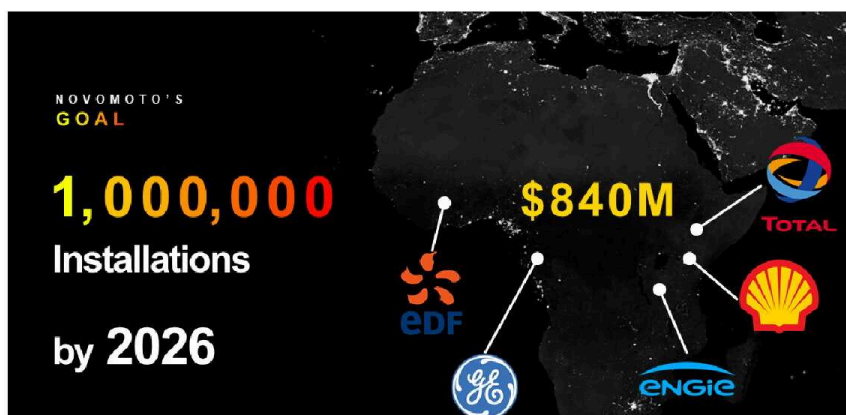 NOVOMOTO'S
GOAL
1,000,000
Installations
by 2026
$840M
TOTAL
eDF
GE
ENGiE